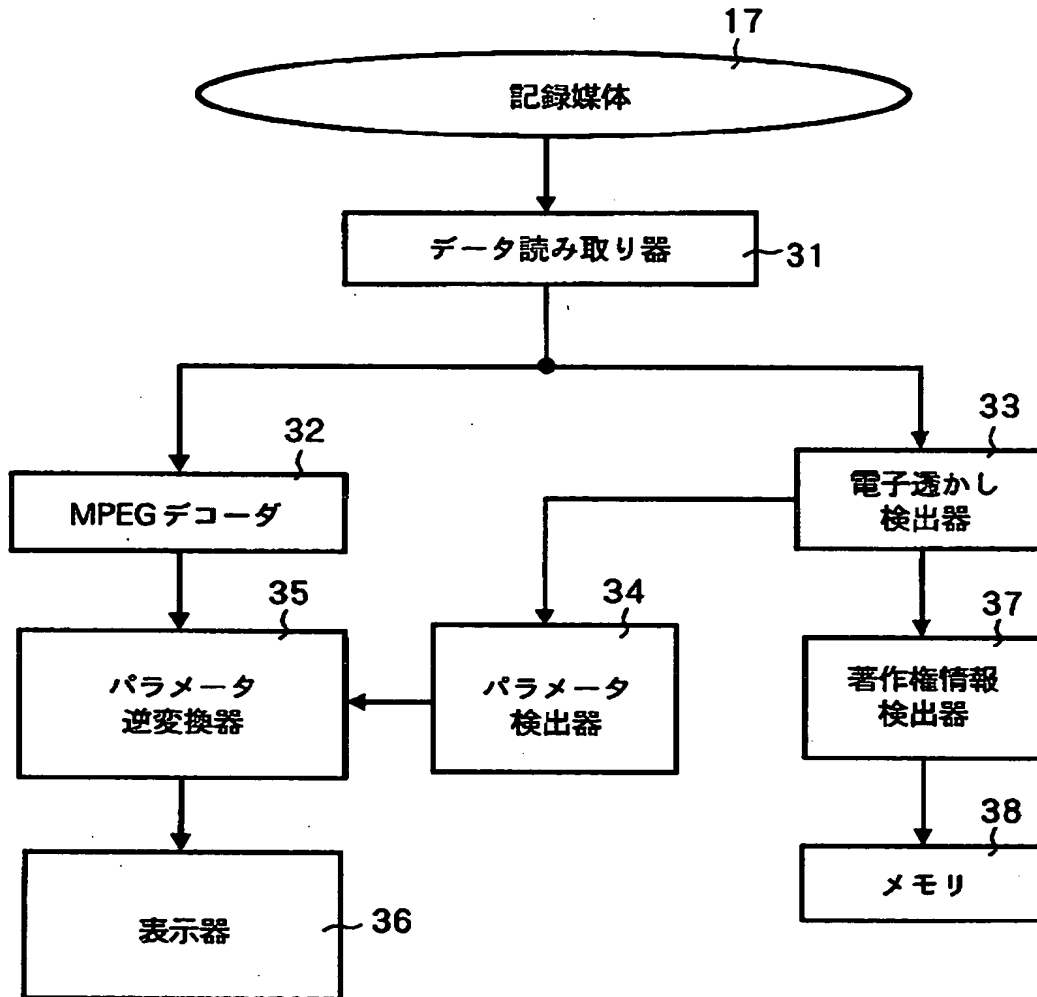 17
記録媒体
データ読み取り器
31
32
33
MPEGデコーダ
電子透かし
検出器
35
34
37
パラメータ
逆変換器
パラメータ
検出器
著作権情報
検出器
38
メモリ
表示器
36